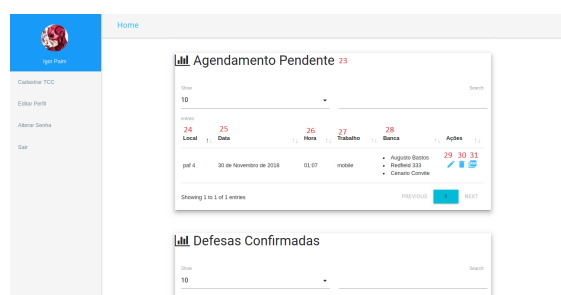 Home
Igor Paini
Cadastrar TCC
Editar Perfil
Alterar Senha
Sair
Agendamento Pendente 23
Show
Search
10
entries
24 25 26 27 28
Local Data Hora Trabalho Banca Ações
29 30 31
paf 4 30 de Novembro de 2018 01:07 mobile
Augusto Bastos
Redfield 333
Cenario Convite
Showing 1 to 1 of 1 entries
PREVIOUS 1 NEXT
Defesas Confirmadas
Show
Search
10